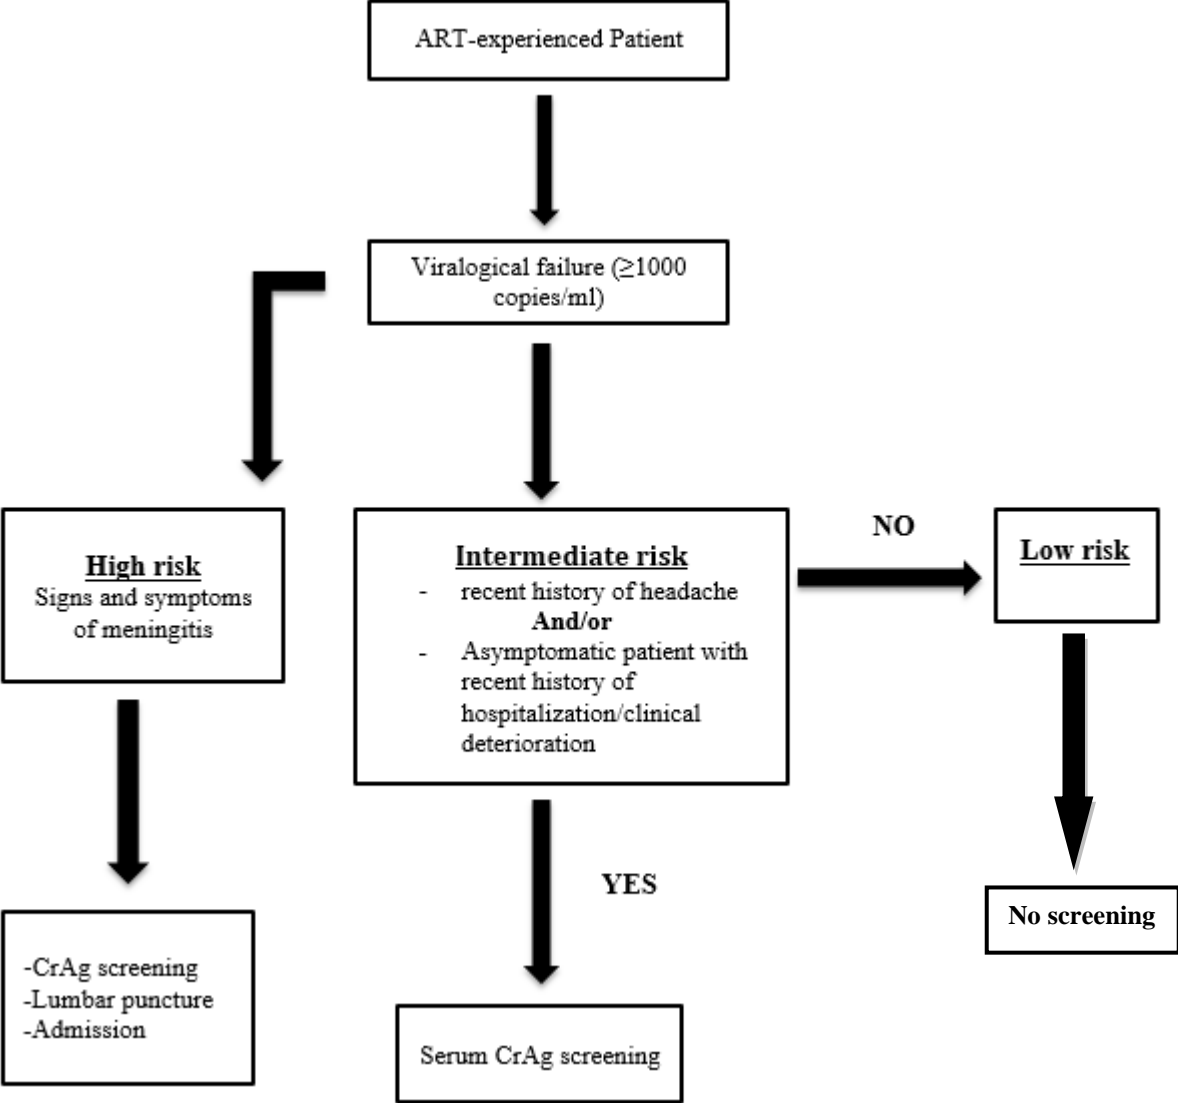 ART-experienced Patient
Viralogical failure (≥1000
copies/ml)
High risk
Signs and symptoms
of meningitis
Intermediate risk
- recent history of headache
And/or
- Asymptomatic patient with
recent history of
hospitalization/clinical
deterioration
NO
Low risk
YES
-CrAg screening
-Lumbar puncture
-Admission
Serum CrAg screening
No screening